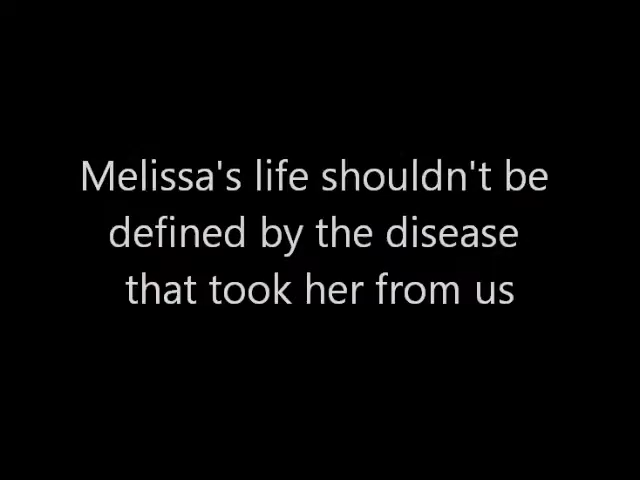 Melissa's life shouldn't be
defined by the disease
that took her from us